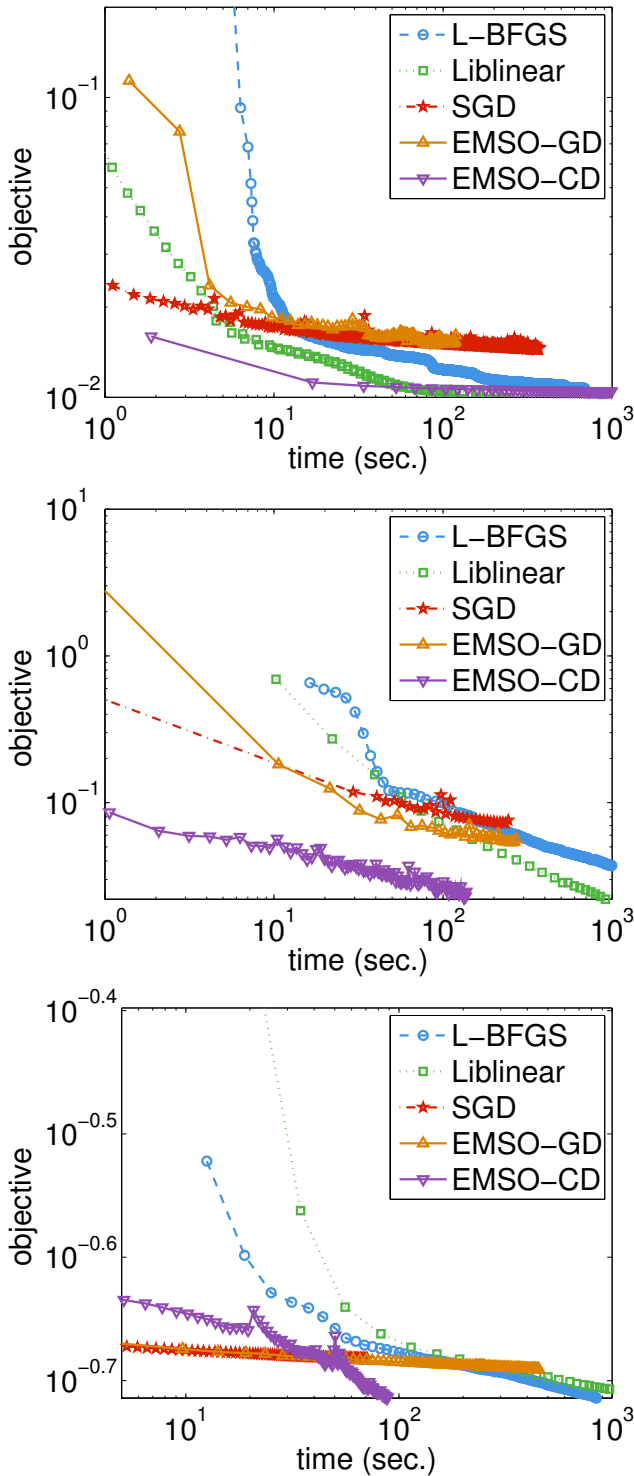 10^-1
10^-2
objective
L-BFGS
Liblinear
SGD
EMSO-GD
EMSO-CD
10^0 10^1 10^2 10^3
time (sec.)
10^1
10^0
10^-1
objective
L-BFGS
Liblinear
SGD
EMSO-GD
EMSO-CD
10^0 10^1 10^2 10^3
time (sec.)
10^-0.4
10^-0.5
10^-0.6
10^-0.7
objective
L-BFGS
Liblinear
SGD
EMSO-GD
EMSO-CD
10^1 10^2 10^3
time (sec.)